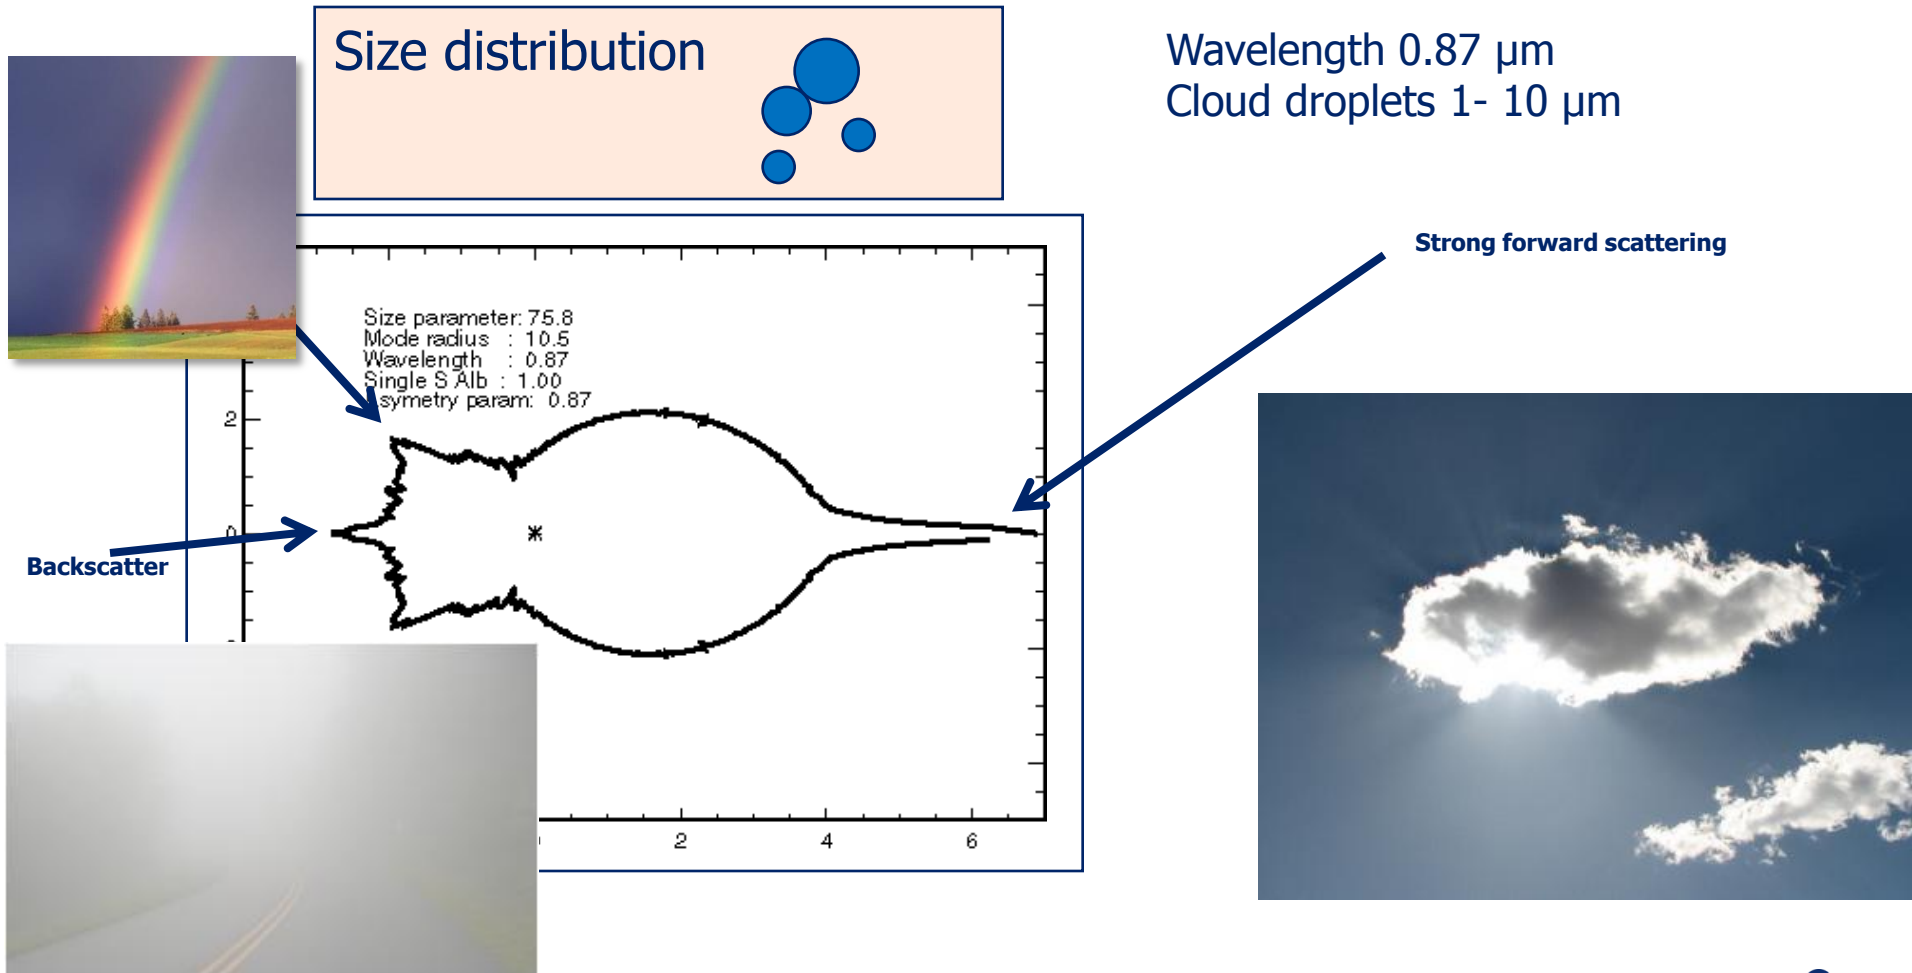 Size distribution
Wavelength 0.87 µm
Cloud droplets 1- 10 µm
Strong forward scattering
Size parameter: 75.8
Mode radius : 10.5
Wavelength : 0.87
Single S Alb : 1.00
symetry param: 0.87
2
0
Backscatter
2 4 6